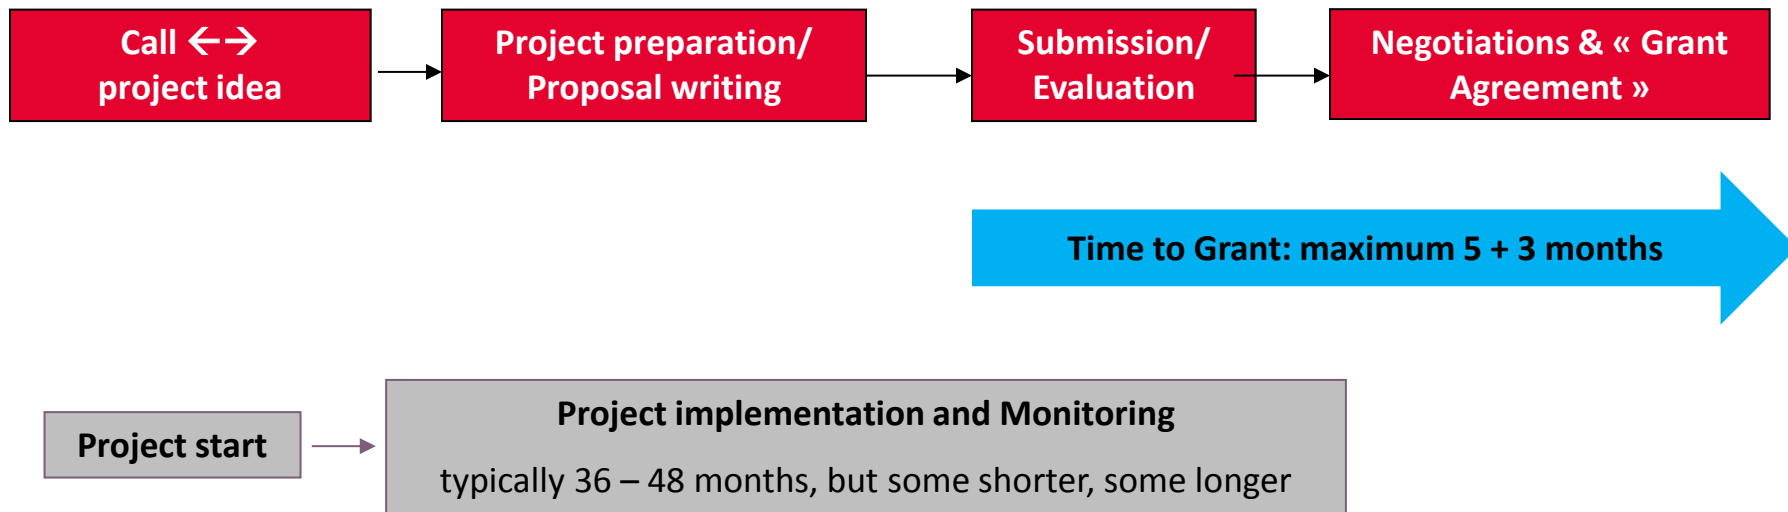 Call ←→
project idea
Project preparation/
Proposal writing
Submission/
Evaluation
Negotiations & « Grant
Agreement »
Time to Grant: maximum 5 + 3 months
Project start
Project implementation and Monitoring
typically 36 – 48 months, but some shorter, some longer